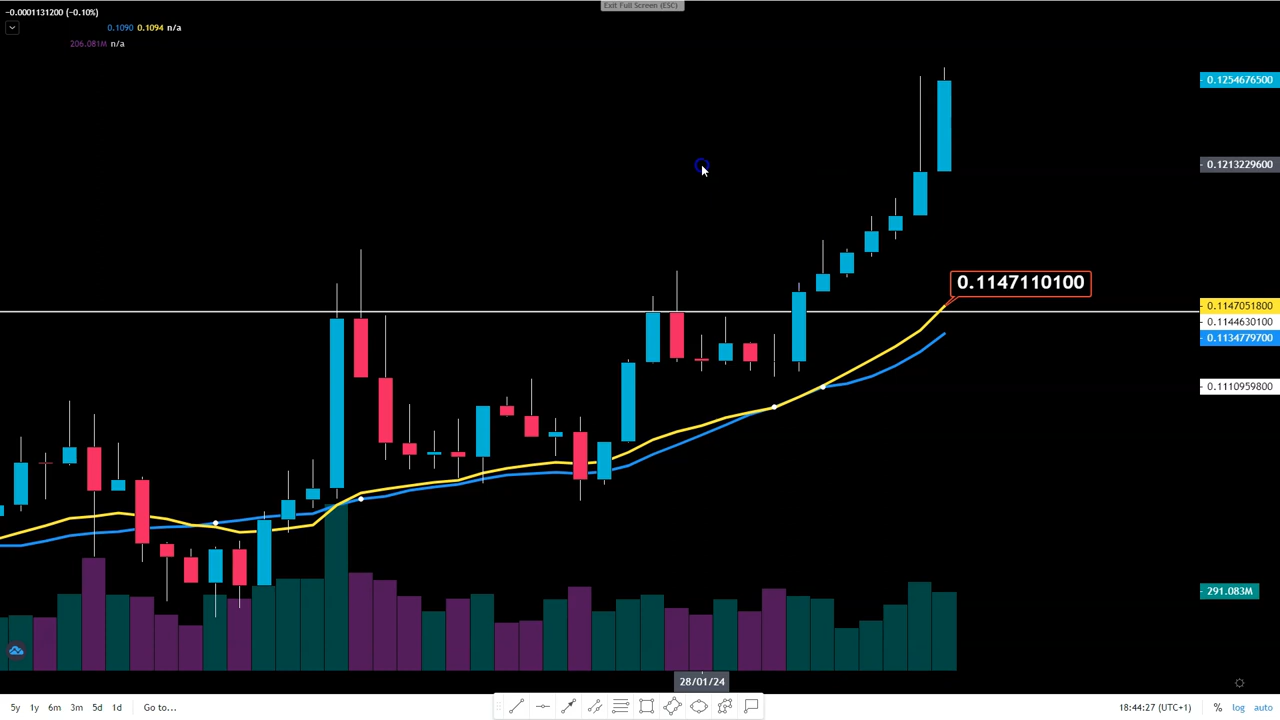 Exit Full Screen (ESC)
−0.0001131200 (−0.10%)
0.1090 0.1094 n/a
206.081M n/a
0.1254676500
0.1213229600
0.1147110100
0.1147051800
0.1144630100
0.1134779700
0.1110959800
291.083M
28/01/24
5y 1y 6m 3m 5d 1d Go to...
18:44:27 (UTC+1) % log auto